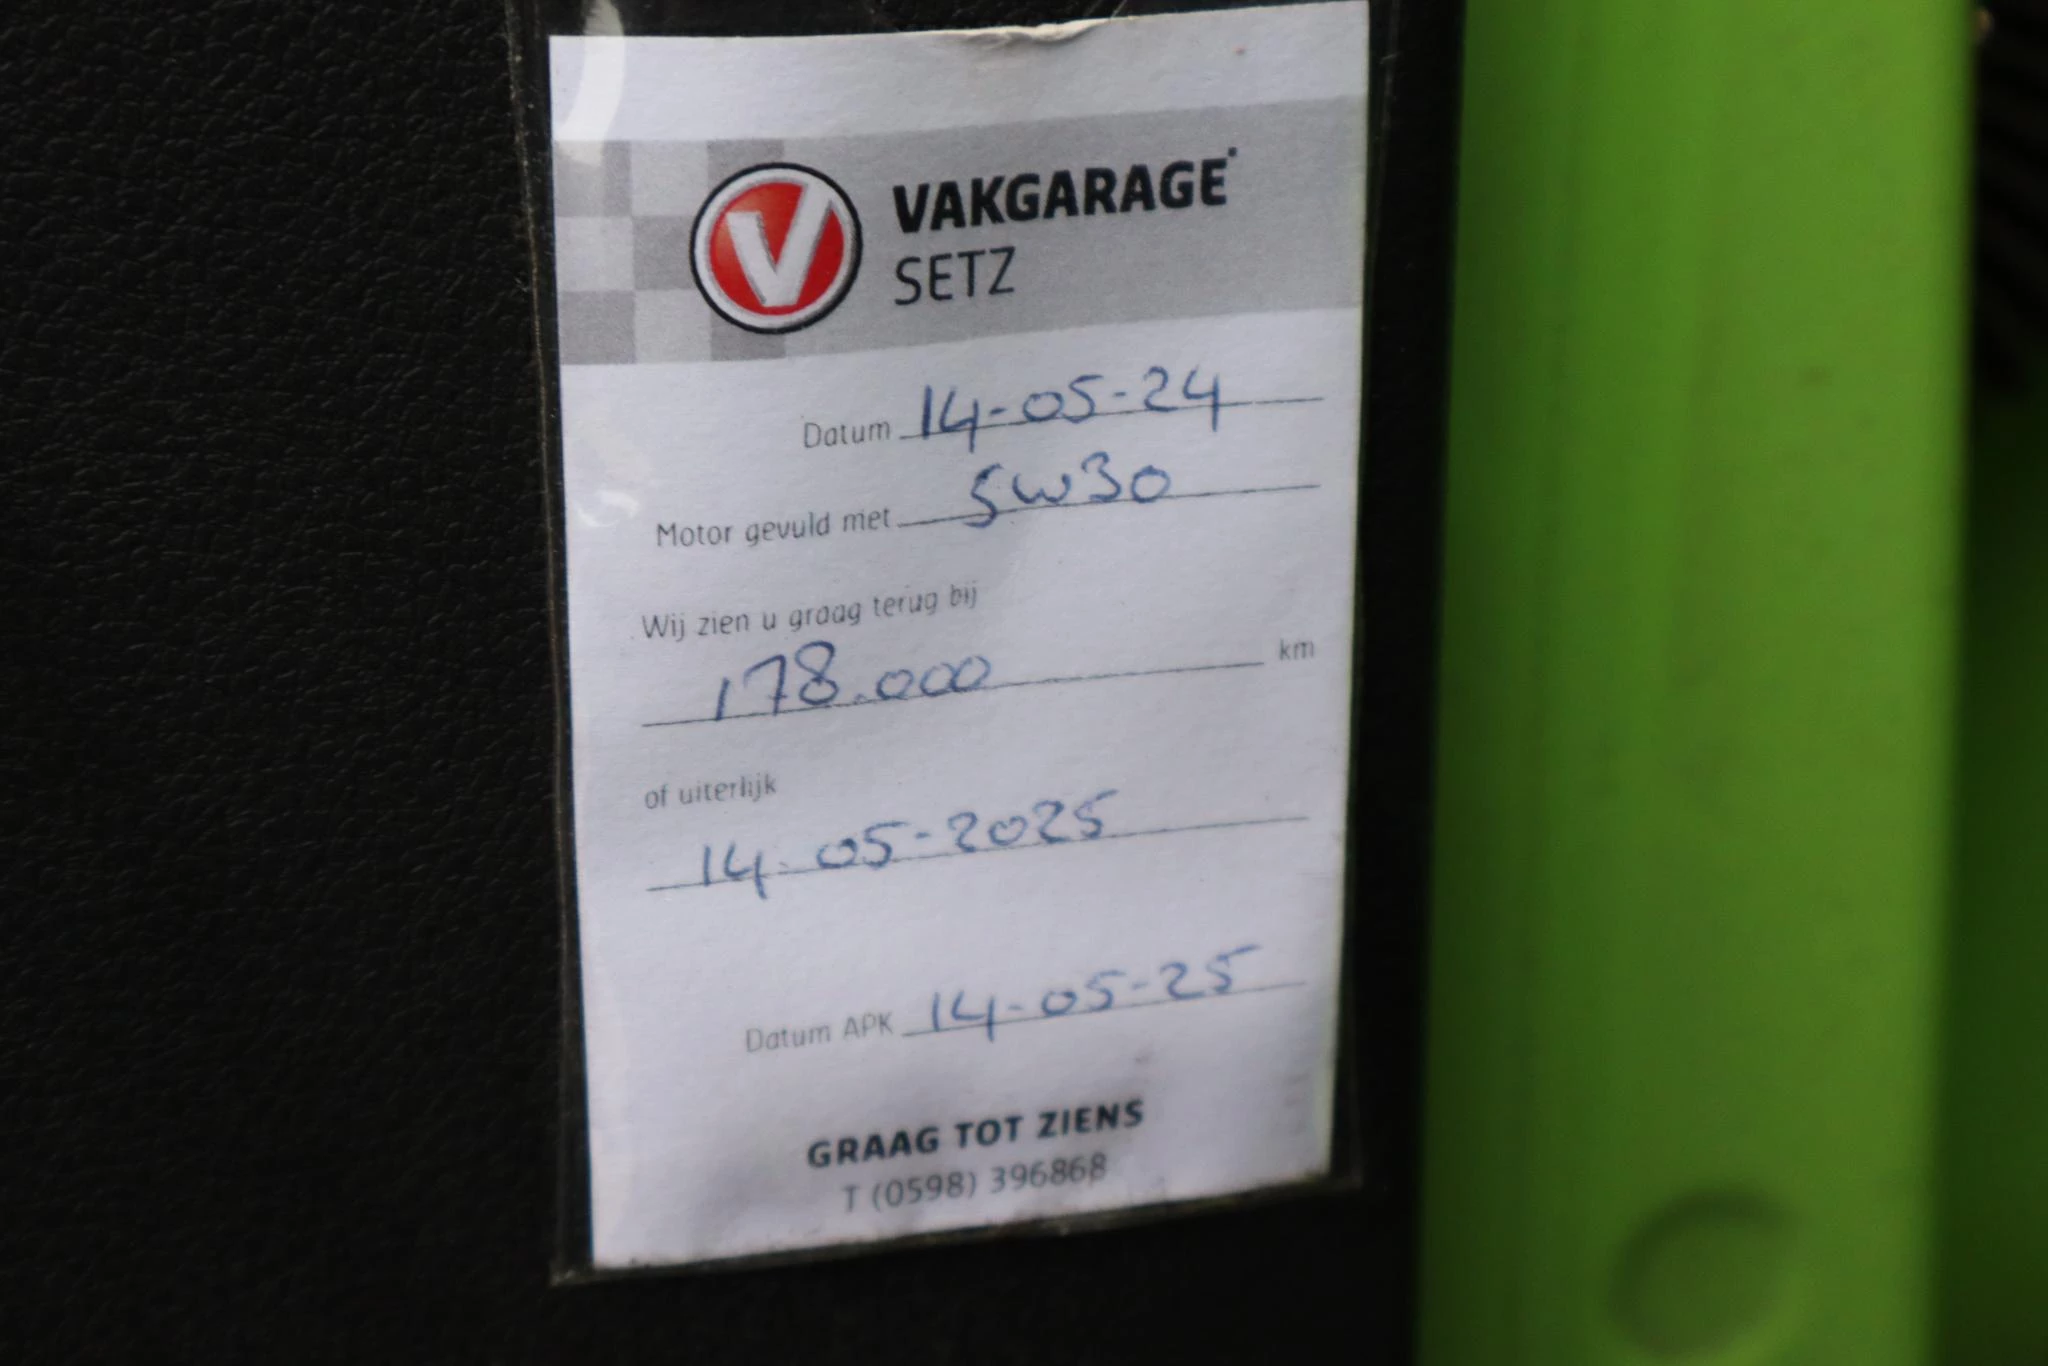 V VAKGARAGE
SETZ
Datum 14-05-24
Motor gevuld met 5W30
Wij zien u graag terug bij
178.000 km
of uiterlijk
14-05-2025
Datum APK 14-05-25
GRAAG TOT ZIENS
T (0598) 396868